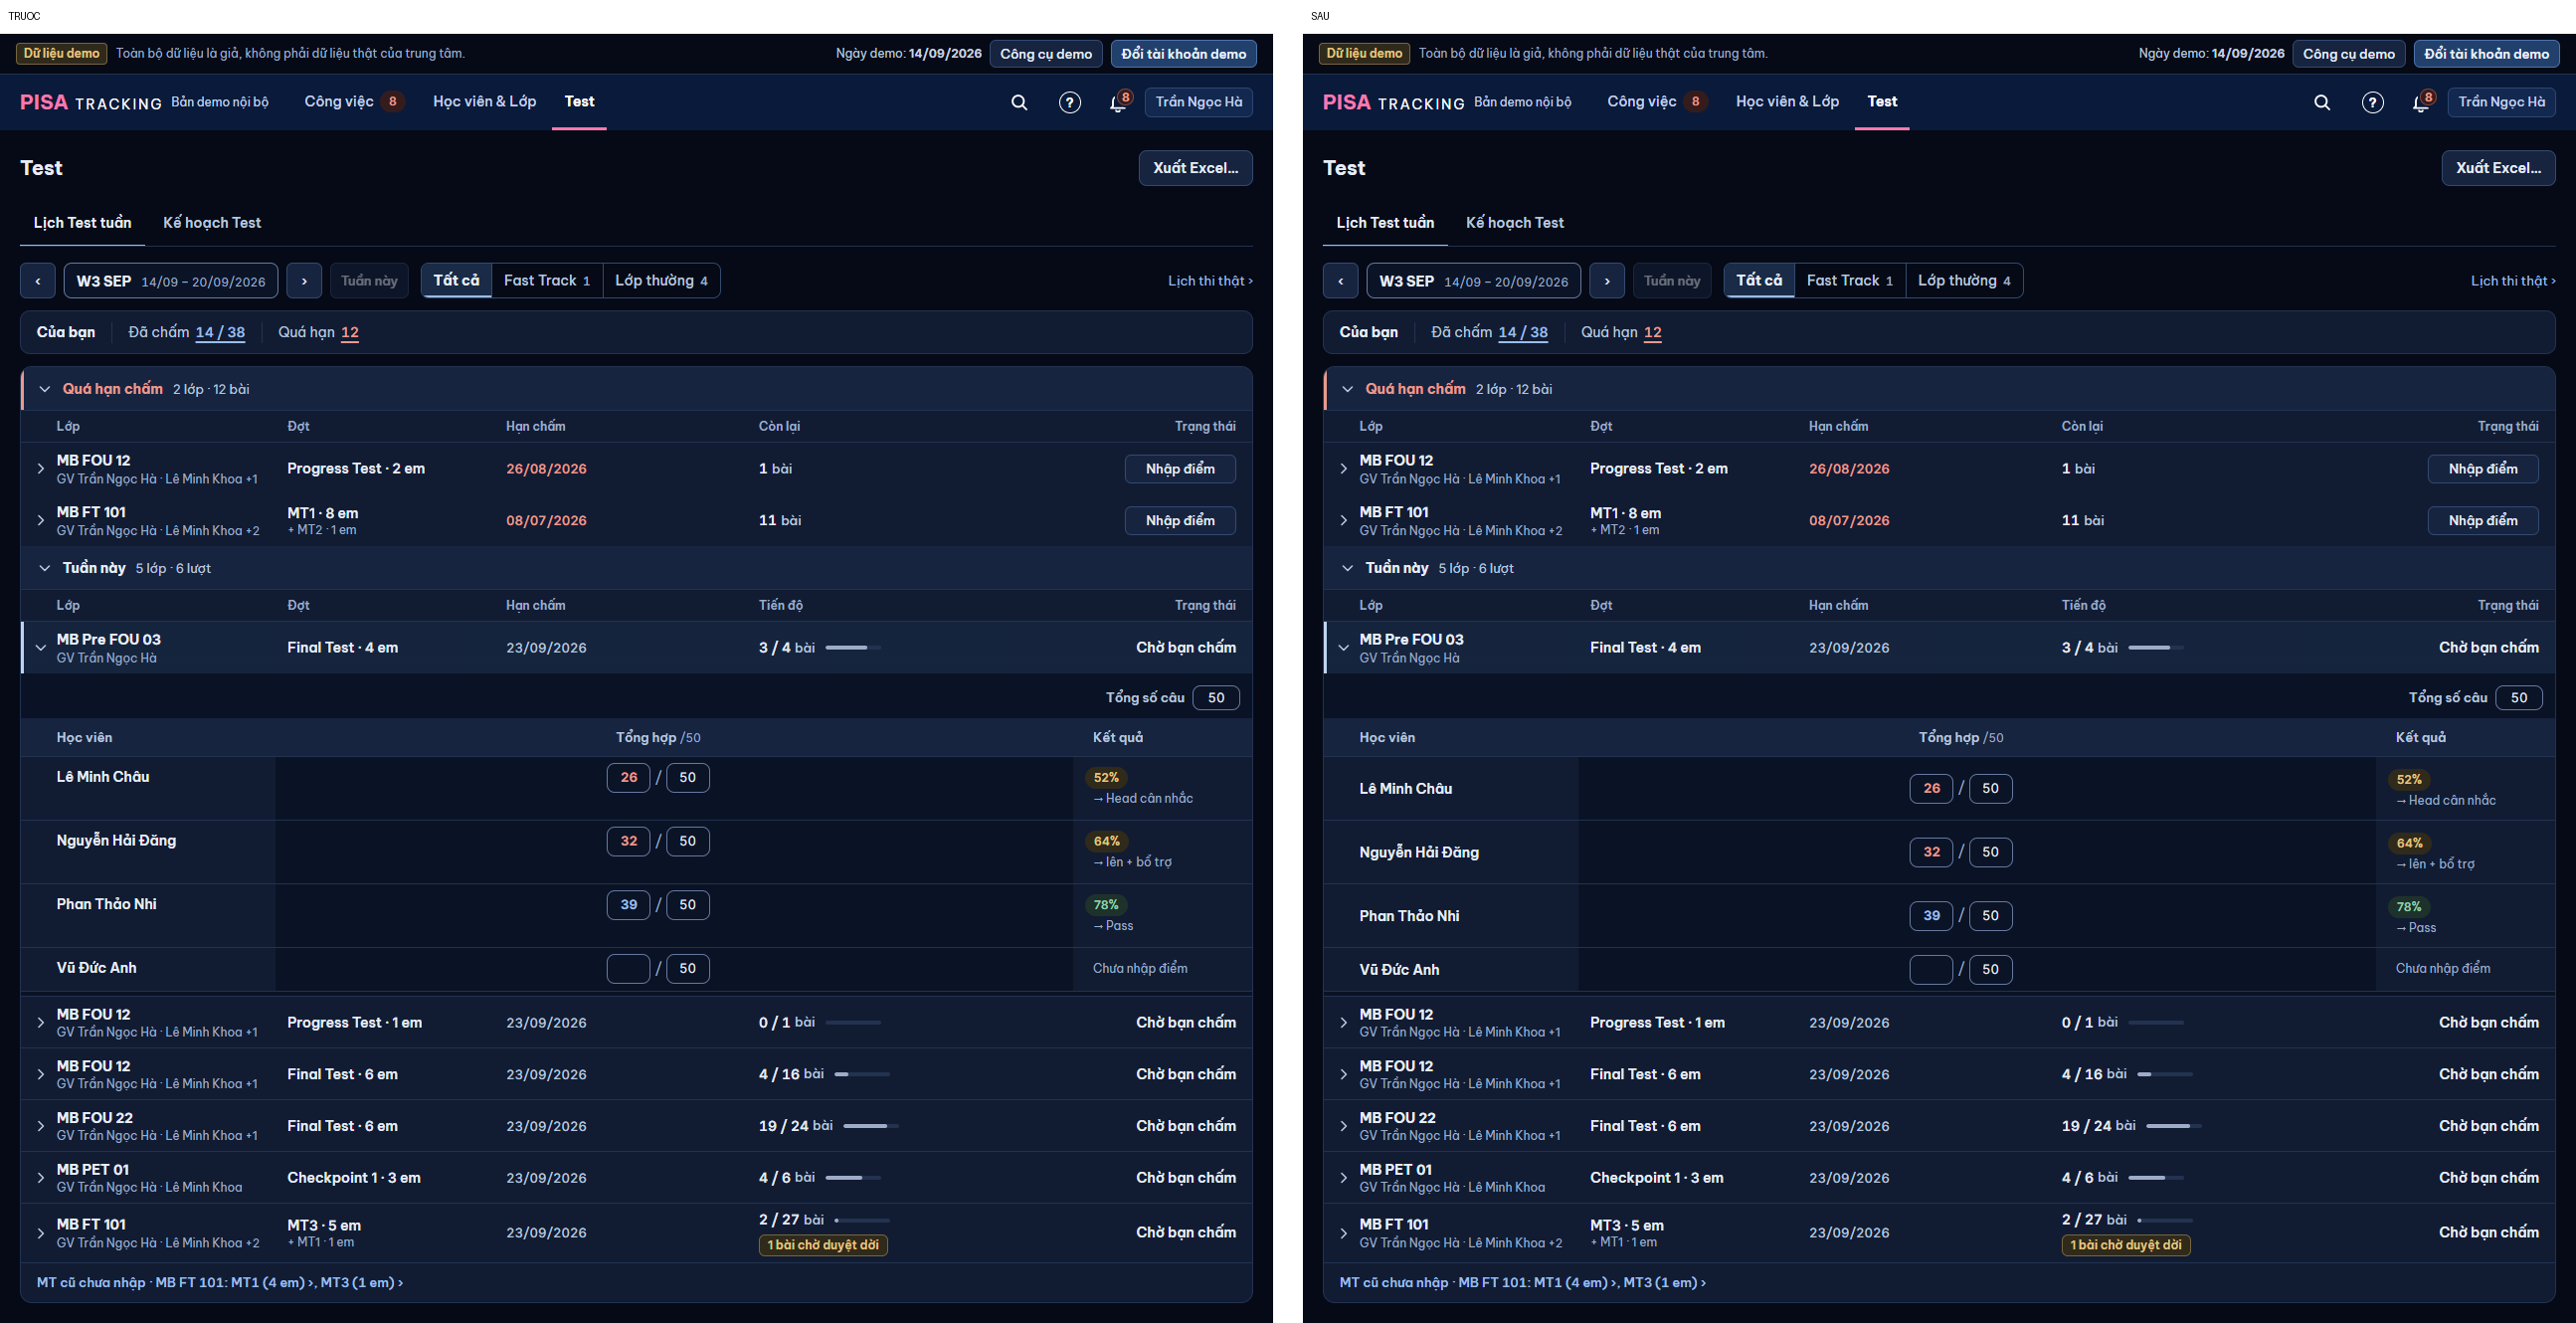 TRUOC
Dữ liệu demo Toàn bộ dữ liệu là giả, không phải dữ liệu thật của trung tâm. Ngày demo: 14/09/2026 Công cụ demo Đổi tài khoản demo
PISA TRACKING Bản demo nội bộ Công việc 8 Học viên & Lớp Test ? 8 Trần Ngọc Hà
Test Xuất Excel...
Lịch Test tuần Kế hoạch Test
‹ W3 SEP 14/09 – 20/09/2026 › Tuần này Tất cả Fast Track 1 Lớp thường 4 Lịch thi thật ›
Của bạn Đã chấm 14 / 38 Quá hạn 12
Quá hạn chấm 2 lớp · 12 bài
Lớp Đợt Hạn chấm Còn lại Trạng thái
MB FOU 12 Progress Test · 2 em 26/08/2026 1 bài Nhập điểm
GV Trần Ngọc Hà · Lê Minh Khoa +1
MB FT 101 MT1 · 8 em 08/07/2026 11 bài Nhập điểm
GV Trần Ngọc Hà · Lê Minh Khoa +2 + MT2 · 1 em
Tuần này 5 lớp · 6 lượt
Lớp Đợt Hạn chấm Tiến độ Trạng thái
MB Pre FOU 03 Final Test · 4 em 23/09/2026 3 / 4 bài Chờ bạn chấm
GV Trần Ngọc Hà
Tổng số câu 50
Học viên Tổng hợp /50 Kết quả
Lê Minh Châu 26 / 50 52%
→ Head cân nhắc
Nguyễn Hải Đăng 32 / 50 64%
→ lên + bổ trợ
Phan Thảo Nhi 39 / 50 78%
→ Pass
Vũ Đức Anh / 50 Chưa nhập điểm
MB FOU 12 Progress Test · 1 em 23/09/2026 0 / 1 bài Chờ bạn chấm
GV Trần Ngọc Hà · Lê Minh Khoa +1
MB FOU 12 Final Test · 6 em 23/09/2026 4 / 16 bài Chờ bạn chấm
GV Trần Ngọc Hà · Lê Minh Khoa +1
MB FOU 22 Final Test · 6 em 23/09/2026 19 / 24 bài Chờ bạn chấm
GV Trần Ngọc Hà · Lê Minh Khoa +1
MB PET 01 Checkpoint 1 · 3 em 23/09/2026 4 / 6 bài Chờ bạn chấm
GV Trần Ngọc Hà · Lê Minh Khoa
MB FT 101 MT3 · 5 em 23/09/2026 2 / 27 bài Chờ bạn chấm
GV Trần Ngọc Hà · Lê Minh Khoa +2 + MT1 · 1 em 1 bài chờ duyệt dời
MT cũ chưa nhập · MB FT 101: MT1 (4 em) ›, MT3 (1 em) ›
SAU
Dữ liệu demo Toàn bộ dữ liệu là giả, không phải dữ liệu thật của trung tâm. Ngày demo: 14/09/2026 Công cụ demo Đổi tài khoản demo
PISA TRACKING Bản demo nội bộ Công việc 8 Học viên & Lớp Test ? 8 Trần Ngọc Hà
Test Xuất Excel...
Lịch Test tuần Kế hoạch Test
‹ W3 SEP 14/09 – 20/09/2026 › Tuần này Tất cả Fast Track 1 Lớp thường 4 Lịch thi thật ›
Của bạn Đã chấm 14 / 38 Quá hạn 12
Quá hạn chấm 2 lớp · 12 bài
Lớp Đợt Hạn chấm Còn lại Trạng thái
MB FOU 12 Progress Test · 2 em 26/08/2026 1 bài Nhập điểm
GV Trần Ngọc Hà · Lê Minh Khoa +1
MB FT 101 MT1 · 8 em 08/07/2026 11 bài Nhập điểm
GV Trần Ngọc Hà · Lê Minh Khoa +2 + MT2 · 1 em
Tuần này 5 lớp · 6 lượt
Lớp Đợt Hạn chấm Tiến độ Trạng thái
MB Pre FOU 03 Final Test · 4 em 23/09/2026 3 / 4 bài Chờ bạn chấm
GV Trần Ngọc Hà
Tổng số câu 50
Học viên Tổng hợp /50 Kết quả
Lê Minh Châu 26 / 50 52%
→ Head cân nhắc
Nguyễn Hải Đăng 32 / 50 64%
→ lên + bổ trợ
Phan Thảo Nhi 39 / 50 78%
→ Pass
Vũ Đức Anh / 50 Chưa nhập điểm
MB FOU 12 Progress Test · 1 em 23/09/2026 0 / 1 bài Chờ bạn chấm
GV Trần Ngọc Hà · Lê Minh Khoa +1
MB FOU 12 Final Test · 6 em 23/09/2026 4 / 16 bài Chờ bạn chấm
GV Trần Ngọc Hà · Lê Minh Khoa +1
MB FOU 22 Final Test · 6 em 23/09/2026 19 / 24 bài Chờ bạn chấm
GV Trần Ngọc Hà · Lê Minh Khoa +1
MB PET 01 Checkpoint 1 · 3 em 23/09/2026 4 / 6 bài Chờ bạn chấm
GV Trần Ngọc Hà · Lê Minh Khoa
MB FT 101 MT3 · 5 em 23/09/2026 2 / 27 bài Chờ bạn chấm
GV Trần Ngọc Hà · Lê Minh Khoa +2 + MT1 · 1 em 1 bài chờ duyệt dời
MT cũ chưa nhập · MB FT 101: MT1 (4 em) ›, MT3 (1 em) ›